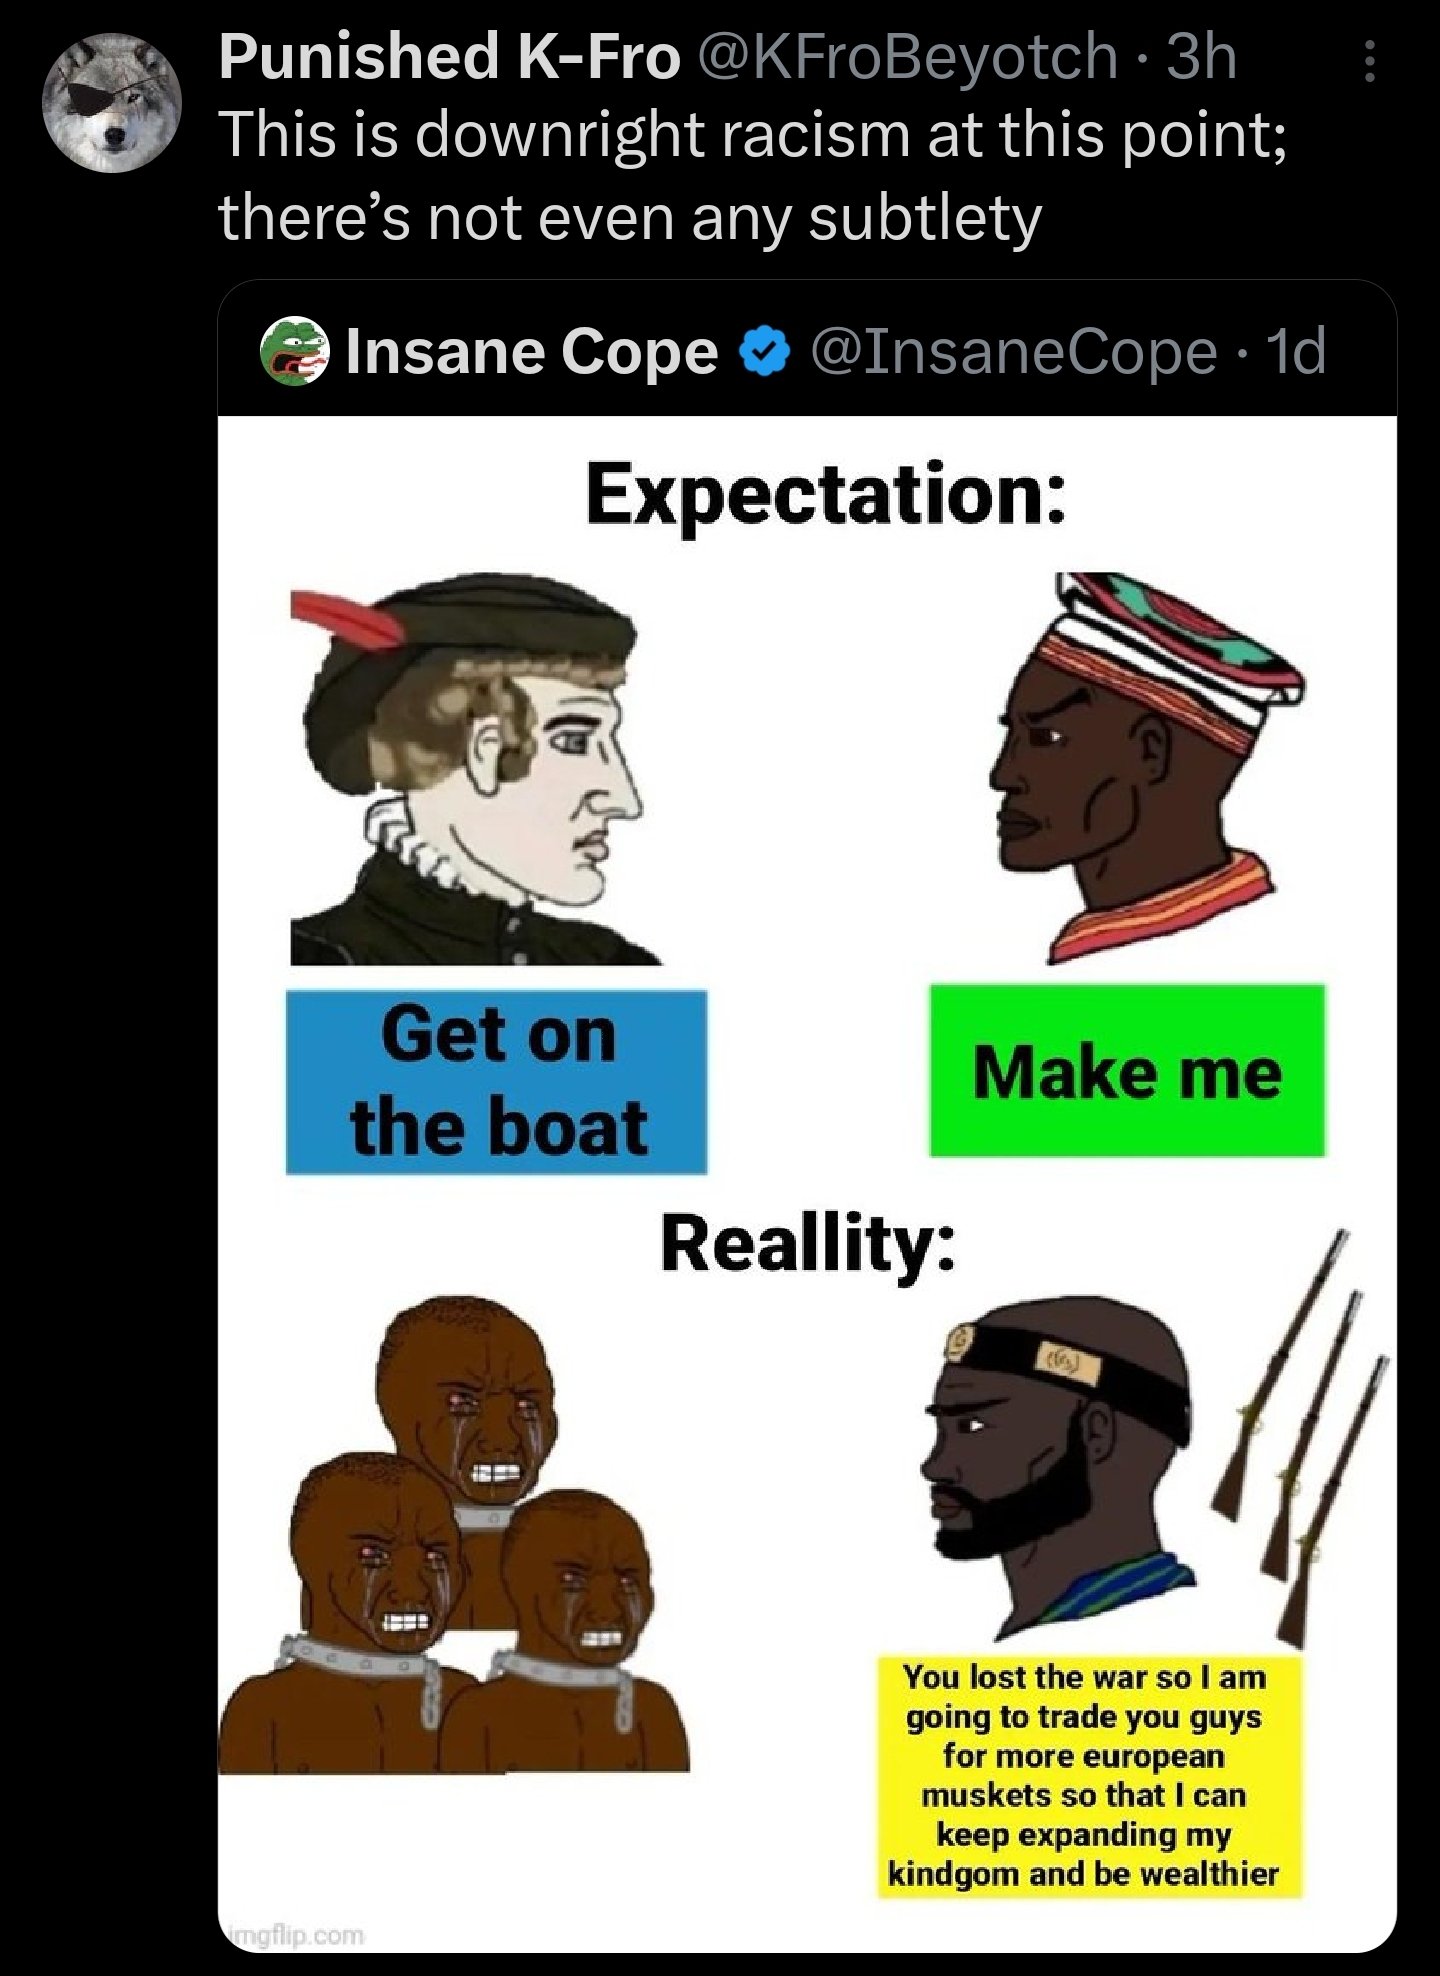 Punished K-Fro @KFroBeyotch · 3h
This is downright racism at this point;
there's not even any subtlety
Insane Cope @InsaneCope · 1d
Expectation:
Get on
the boat
Make me
Reallity:
You lost the war so I am
going to trade you guys
for more european
muskets so that I can
keep expanding my
kindgom and be wealthier
imgflip.com